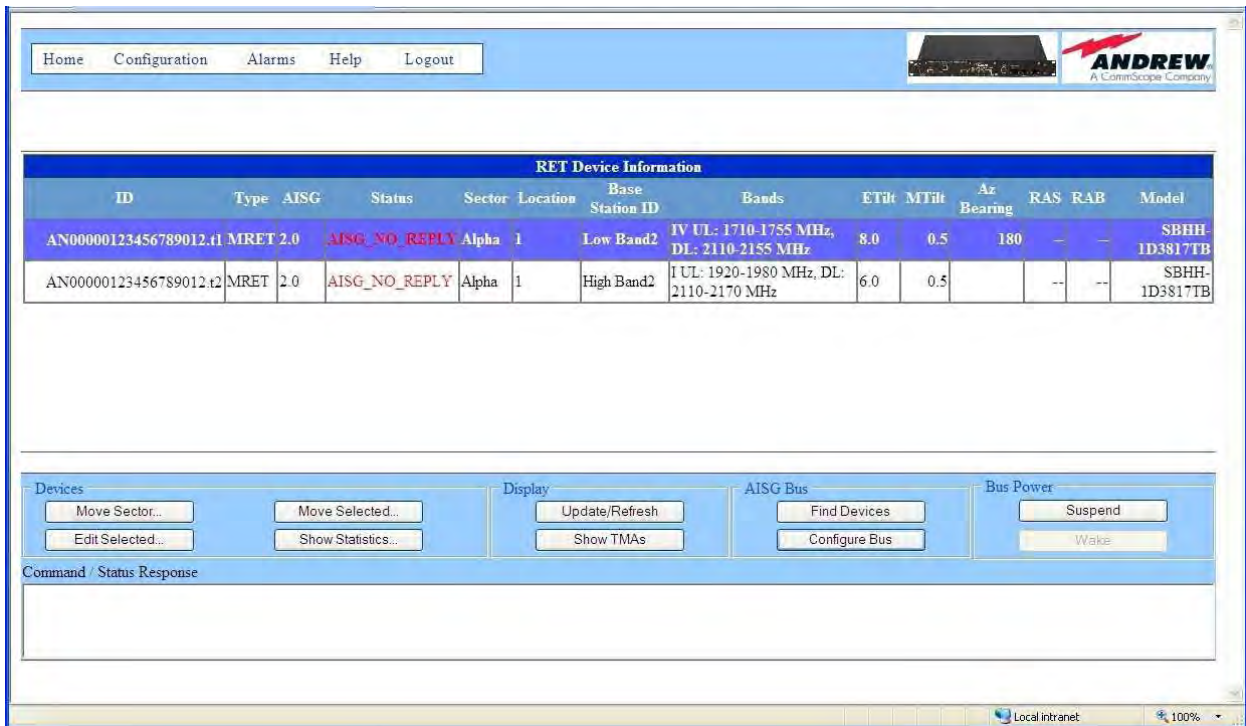 Home Configuration Alarms Help Logout
ANDREW.
A CommScope Company
RET Device Information
ID Type AISG Status Sector Location Base Station ID Bands ETilt MTilt Az Bearing RAS RAB Model
AN00000123456789012.t1 MRET 2.0 AISG_NO_REPLY Alpha 1 Low Band2 IV UL: 1710-1755 MHz, DL: 2110-2155 MHz 8.0 0.5 180 -- -- SBHH-1D3817TB
AN00000123456789012.t2 MRET 2.0 AISG_NO_REPLY Alpha 1 High Band2 I UL: 1920-1980 MHz, DL: 2110-2170 MHz 6.0 0.5 -- -- SBHH-1D3817TB
Devices Display AISG Bus Bus Power
Move Sector... Move Selected... Update/Refresh Find Devices Suspend
Edit Selected... Show Statistics... Show TMAs Configure Bus Wake
Command / Status Response
Local intranet 100%